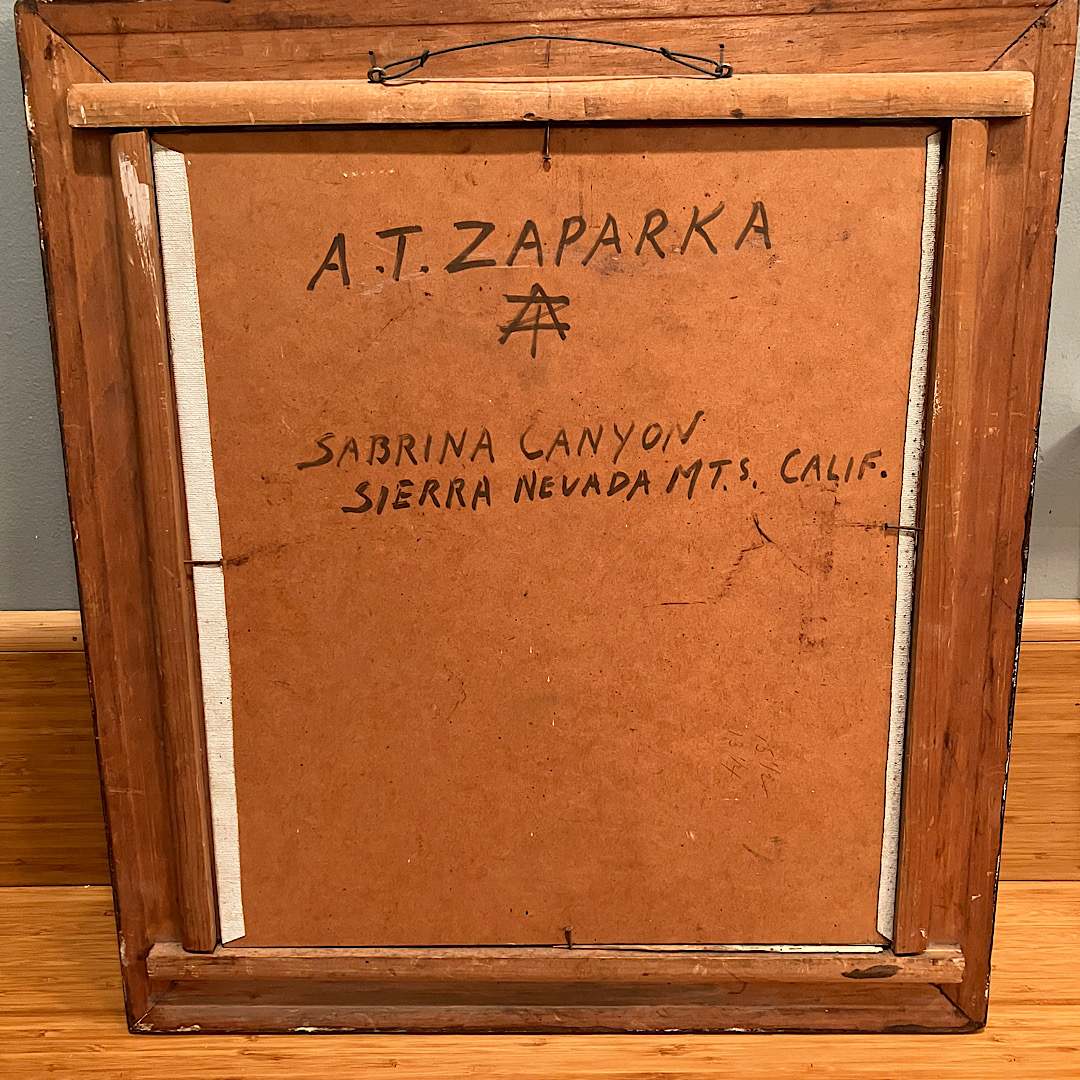 A.T. ZAPARKA
SABRINA CANYON
SIERRA NEVADA MT.S. CALIF.